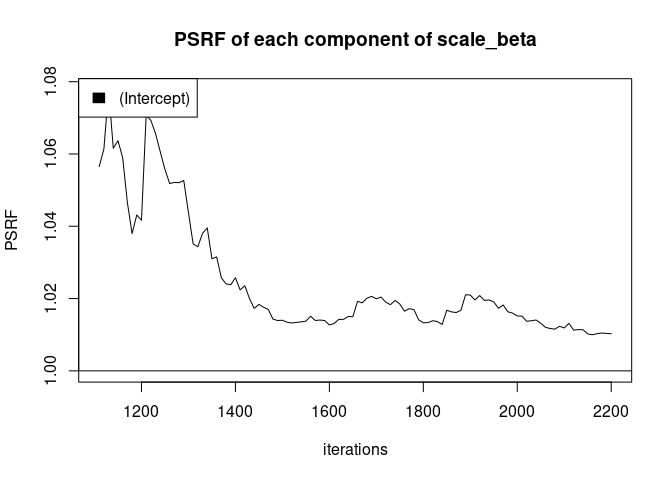 PSRF of each component of scale_beta
(Intercept)
PSRF
1.08
1.06
1.04
1.02
1.00
1200 1400 1600 1800 2000 2200
iterations